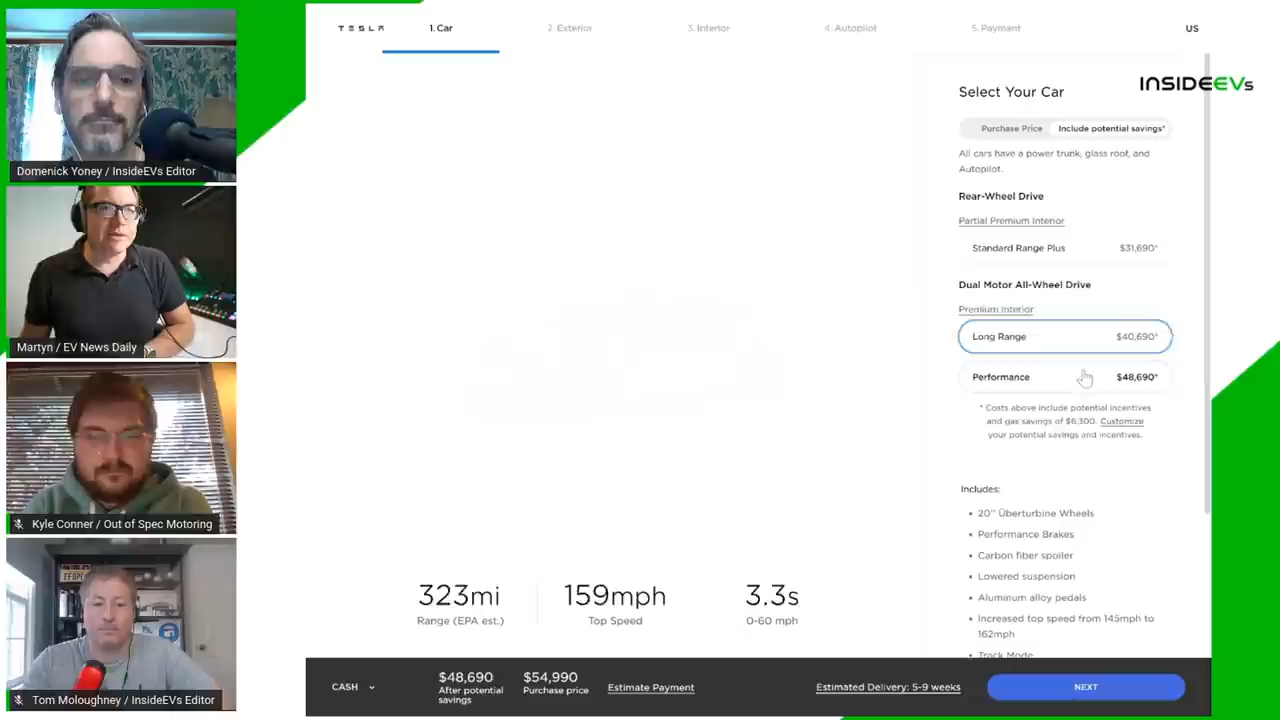 TESLA
1. Car
2. Exterior
3. Interior
4. Autopilot
5. Payment
US
INSIDEEVs
Select Your Car
Purchase Price
Include potential savings*
All cars have a power trunk, glass roof, and
Autopilot.
Rear-Wheel Drive
Partial Premium Interior
Standard Range Plus
$31,690*
Dual Motor All-Wheel Drive
Premium Interior
Long Range
$40,690*
Performance
$48,690*
* Costs above include potential incentives
and gas savings of $6,300. Customize
your potential savings and incentives.
Includes:
• 20" Überturbine Wheels
• Performance Brakes
• Carbon fiber spoiler
• Lowered suspension
• Aluminum alloy pedals
• Increased top speed from 145mph to
162mph
• Track Mode
323mi
Range (EPA est.)
159mph
Top Speed
3.3s
0-60 mph
CASH
$48,690
After potential
savings
$54,990
Purchase price
Estimate Payment
Estimated Delivery: 5-9 weeks
NEXT
Domenick Yoney / InsideEVs Editor
Martyn / EV News Daily
Kyle Conner / Out of Spec Motoring
Tom Moloughney / InsideEVs Editor